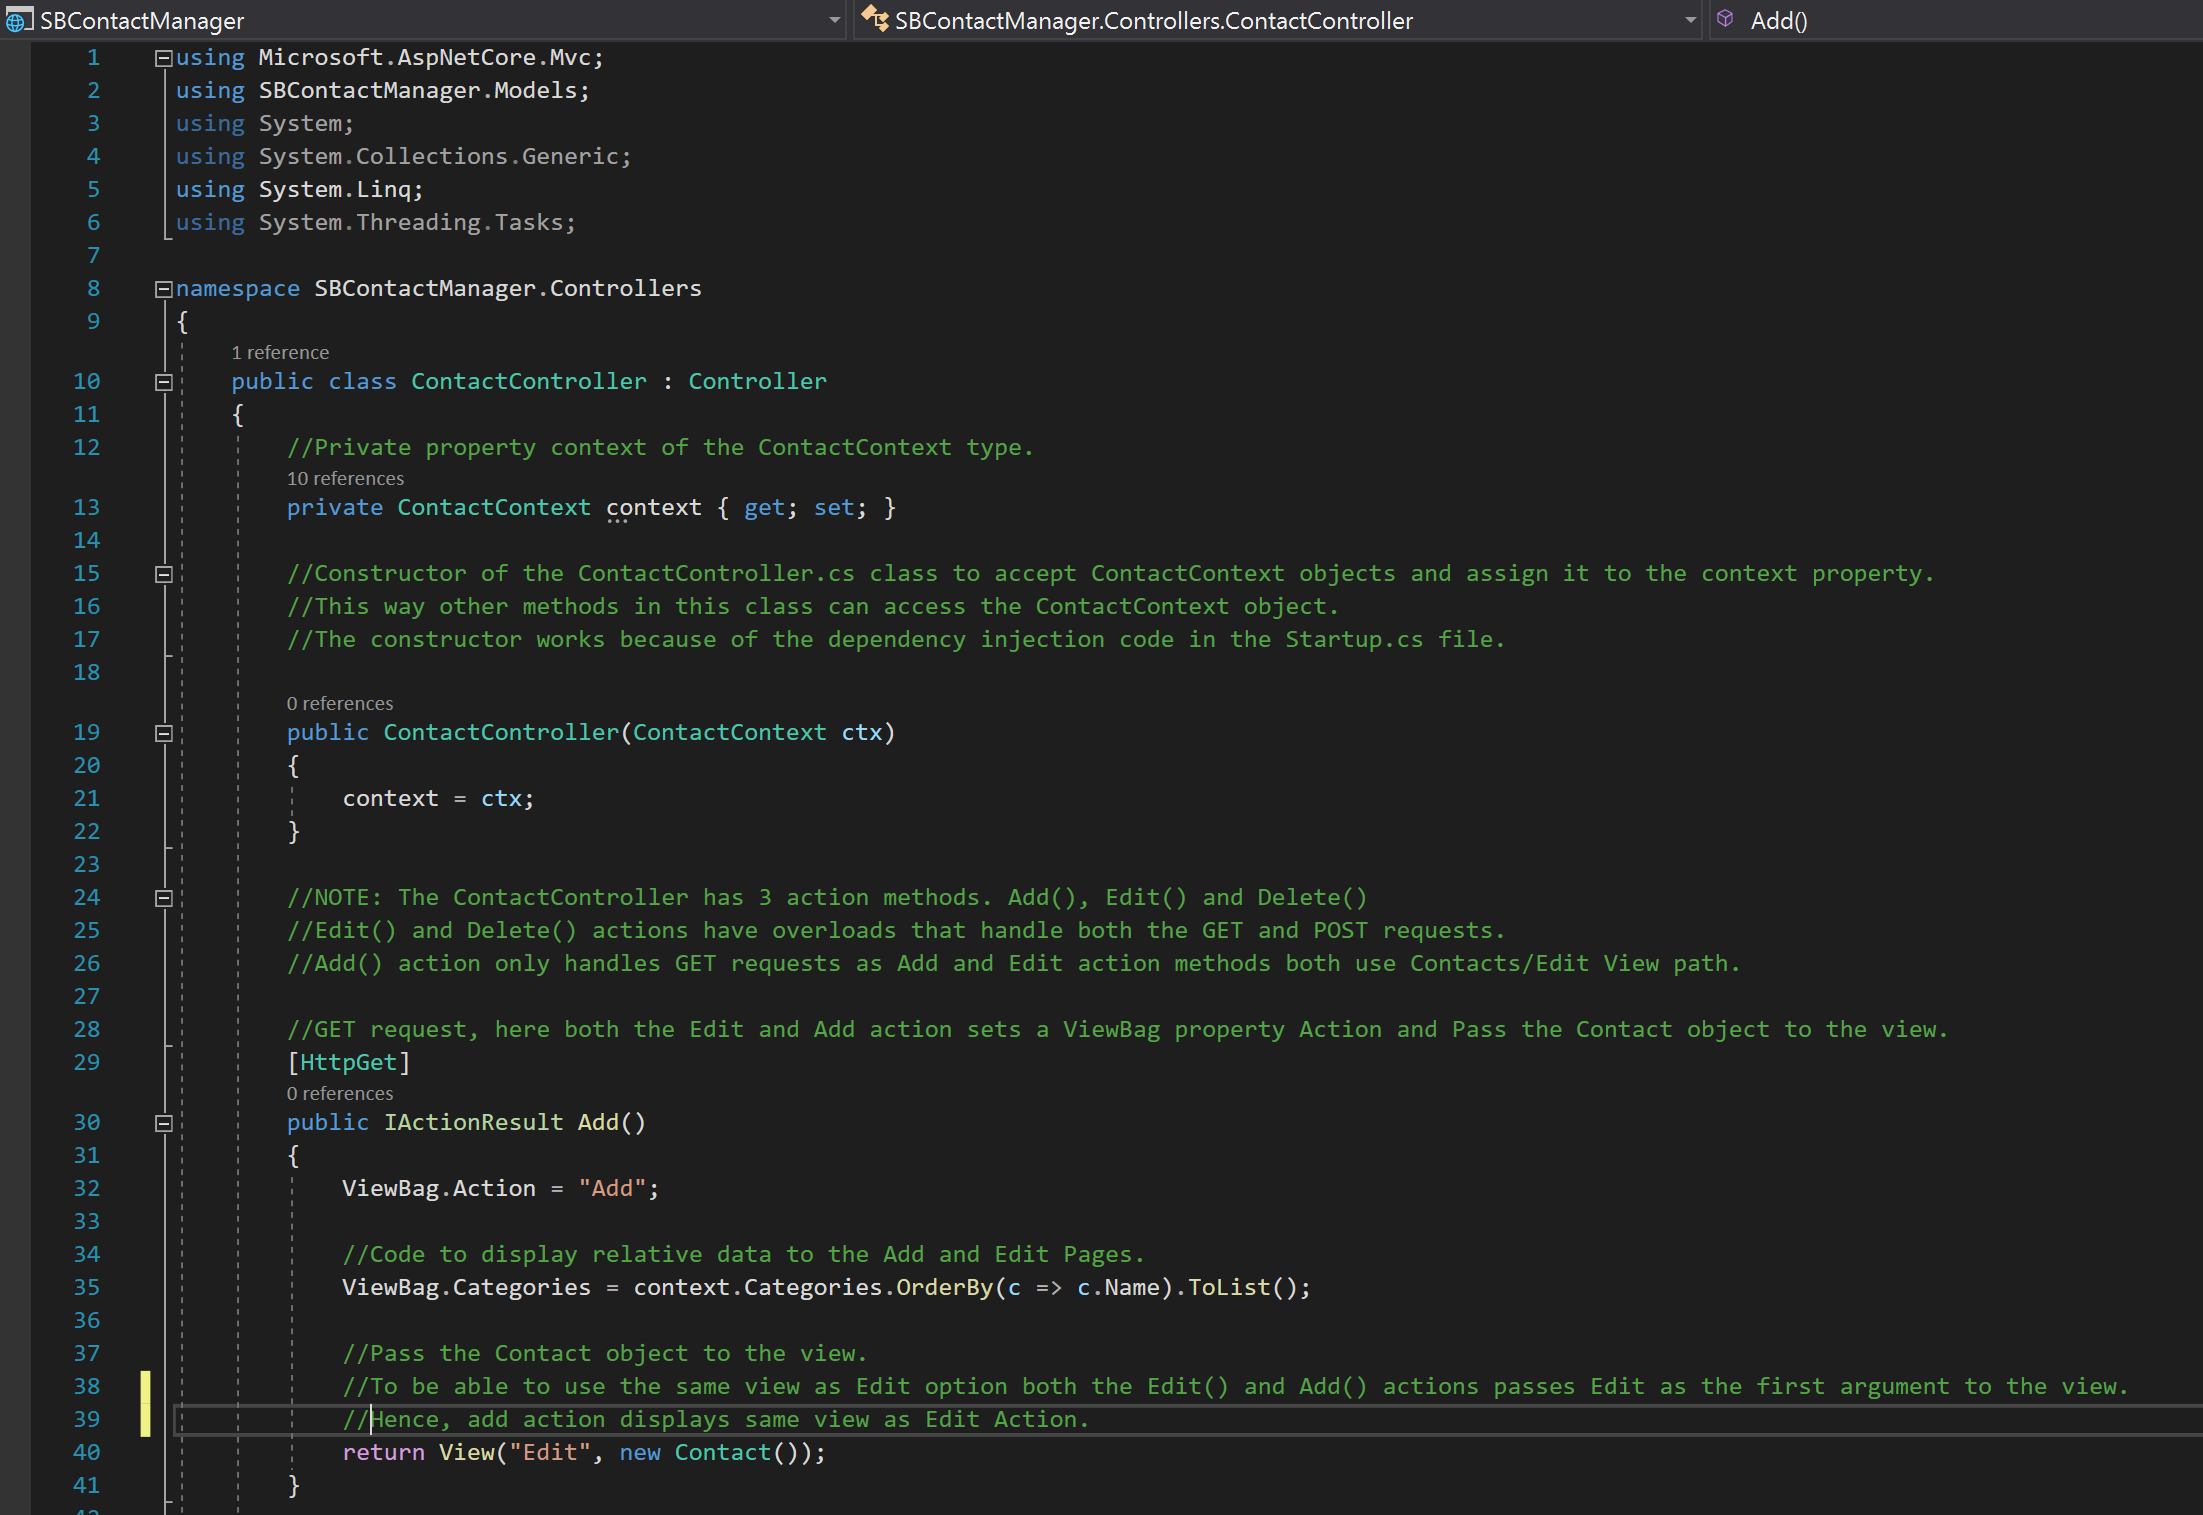 SBContactManager SBContactManager.Controllers.ContactController Add()
1 using Microsoft.AspNetCore.Mvc;
2 using SBContactManager.Models;
3 using System;
4 using System.Collections.Generic;
5 using System.Linq;
6 using System.Threading.Tasks;
7
8 namespace SBContactManager.Controllers
9 {
1 reference
10 public class ContactController : Controller
11 {
12 //Private property context of the ContactContext type.
10 references
13 private ContactContext context { get; set; }
14
15 //Constructor of the ContactController.cs class to accept ContactContext objects and assign it to the context property.
16 //This way other methods in this class can access the ContactContext object.
17 //The constructor works because of the dependency injection code in the Startup.cs file.
18
0 references
19 public ContactController(ContactContext ctx)
20 {
21 context = ctx;
22 }
23
24 //NOTE: The ContactController has 3 action methods. Add(), Edit() and Delete()
25 //Edit() and Delete() actions have overloads that handle both the GET and POST requests.
26 //Add() action only handles GET requests as Add and Edit action methods both use Contacts/Edit View path.
27
28 //GET request, here both the Edit and Add action sets a ViewBag property Action and Pass the Contact object to the view.
29 [HttpGet]
0 references
30 public IActionResult Add()
31 {
32 ViewBag.Action = "Add";
33
34 //Code to display relative data to the Add and Edit Pages.
35 ViewBag.Categories = context.Categories.OrderBy(c => c.Name).ToList();
36
37 //Pass the Contact object to the view.
38 //To be able to use the same view as Edit option both the Edit() and Add() actions passes Edit as the first argument to the view.
39 //Hence, add action displays same view as Edit Action.
40 return View("Edit", new Contact());
41 }